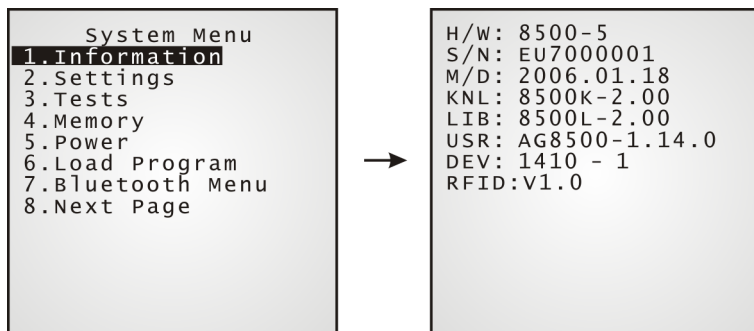 System Menu
1.Information
2.Settings
3.Tests
4.Memory
5.Power
6.Load Program
7.Bluetooth Menu
8.Next Page
H/W: 8500-5
S/N: EU7000001
M/D: 2006.01.18
KNL: 8500K-2.00
LIB: 8500L-2.00
USR: AG8500-1.14.0
DEV: 1410 - 1
RFID:V1.0